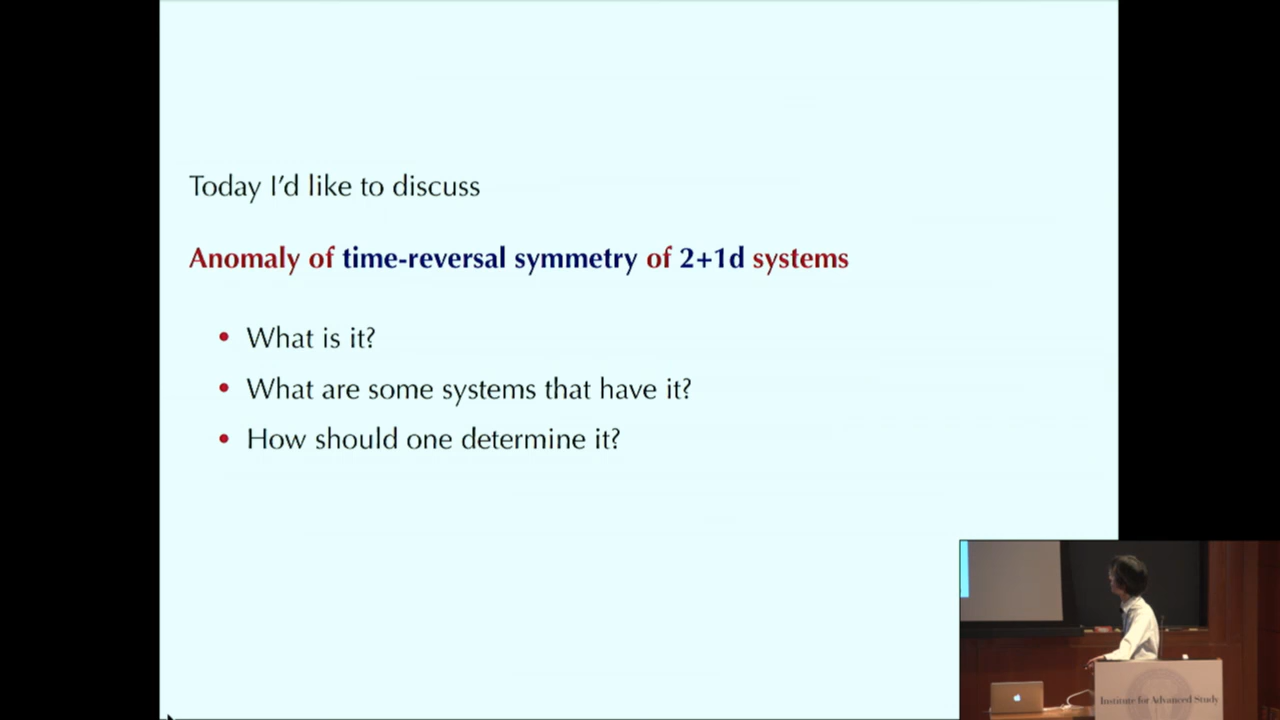 Today I'd like to discuss
Anomaly of time-reversal symmetry of 2+1d systems
• What is it?
• What are some systems that have it?
• How should one determine it?
Institute for Advanced Study